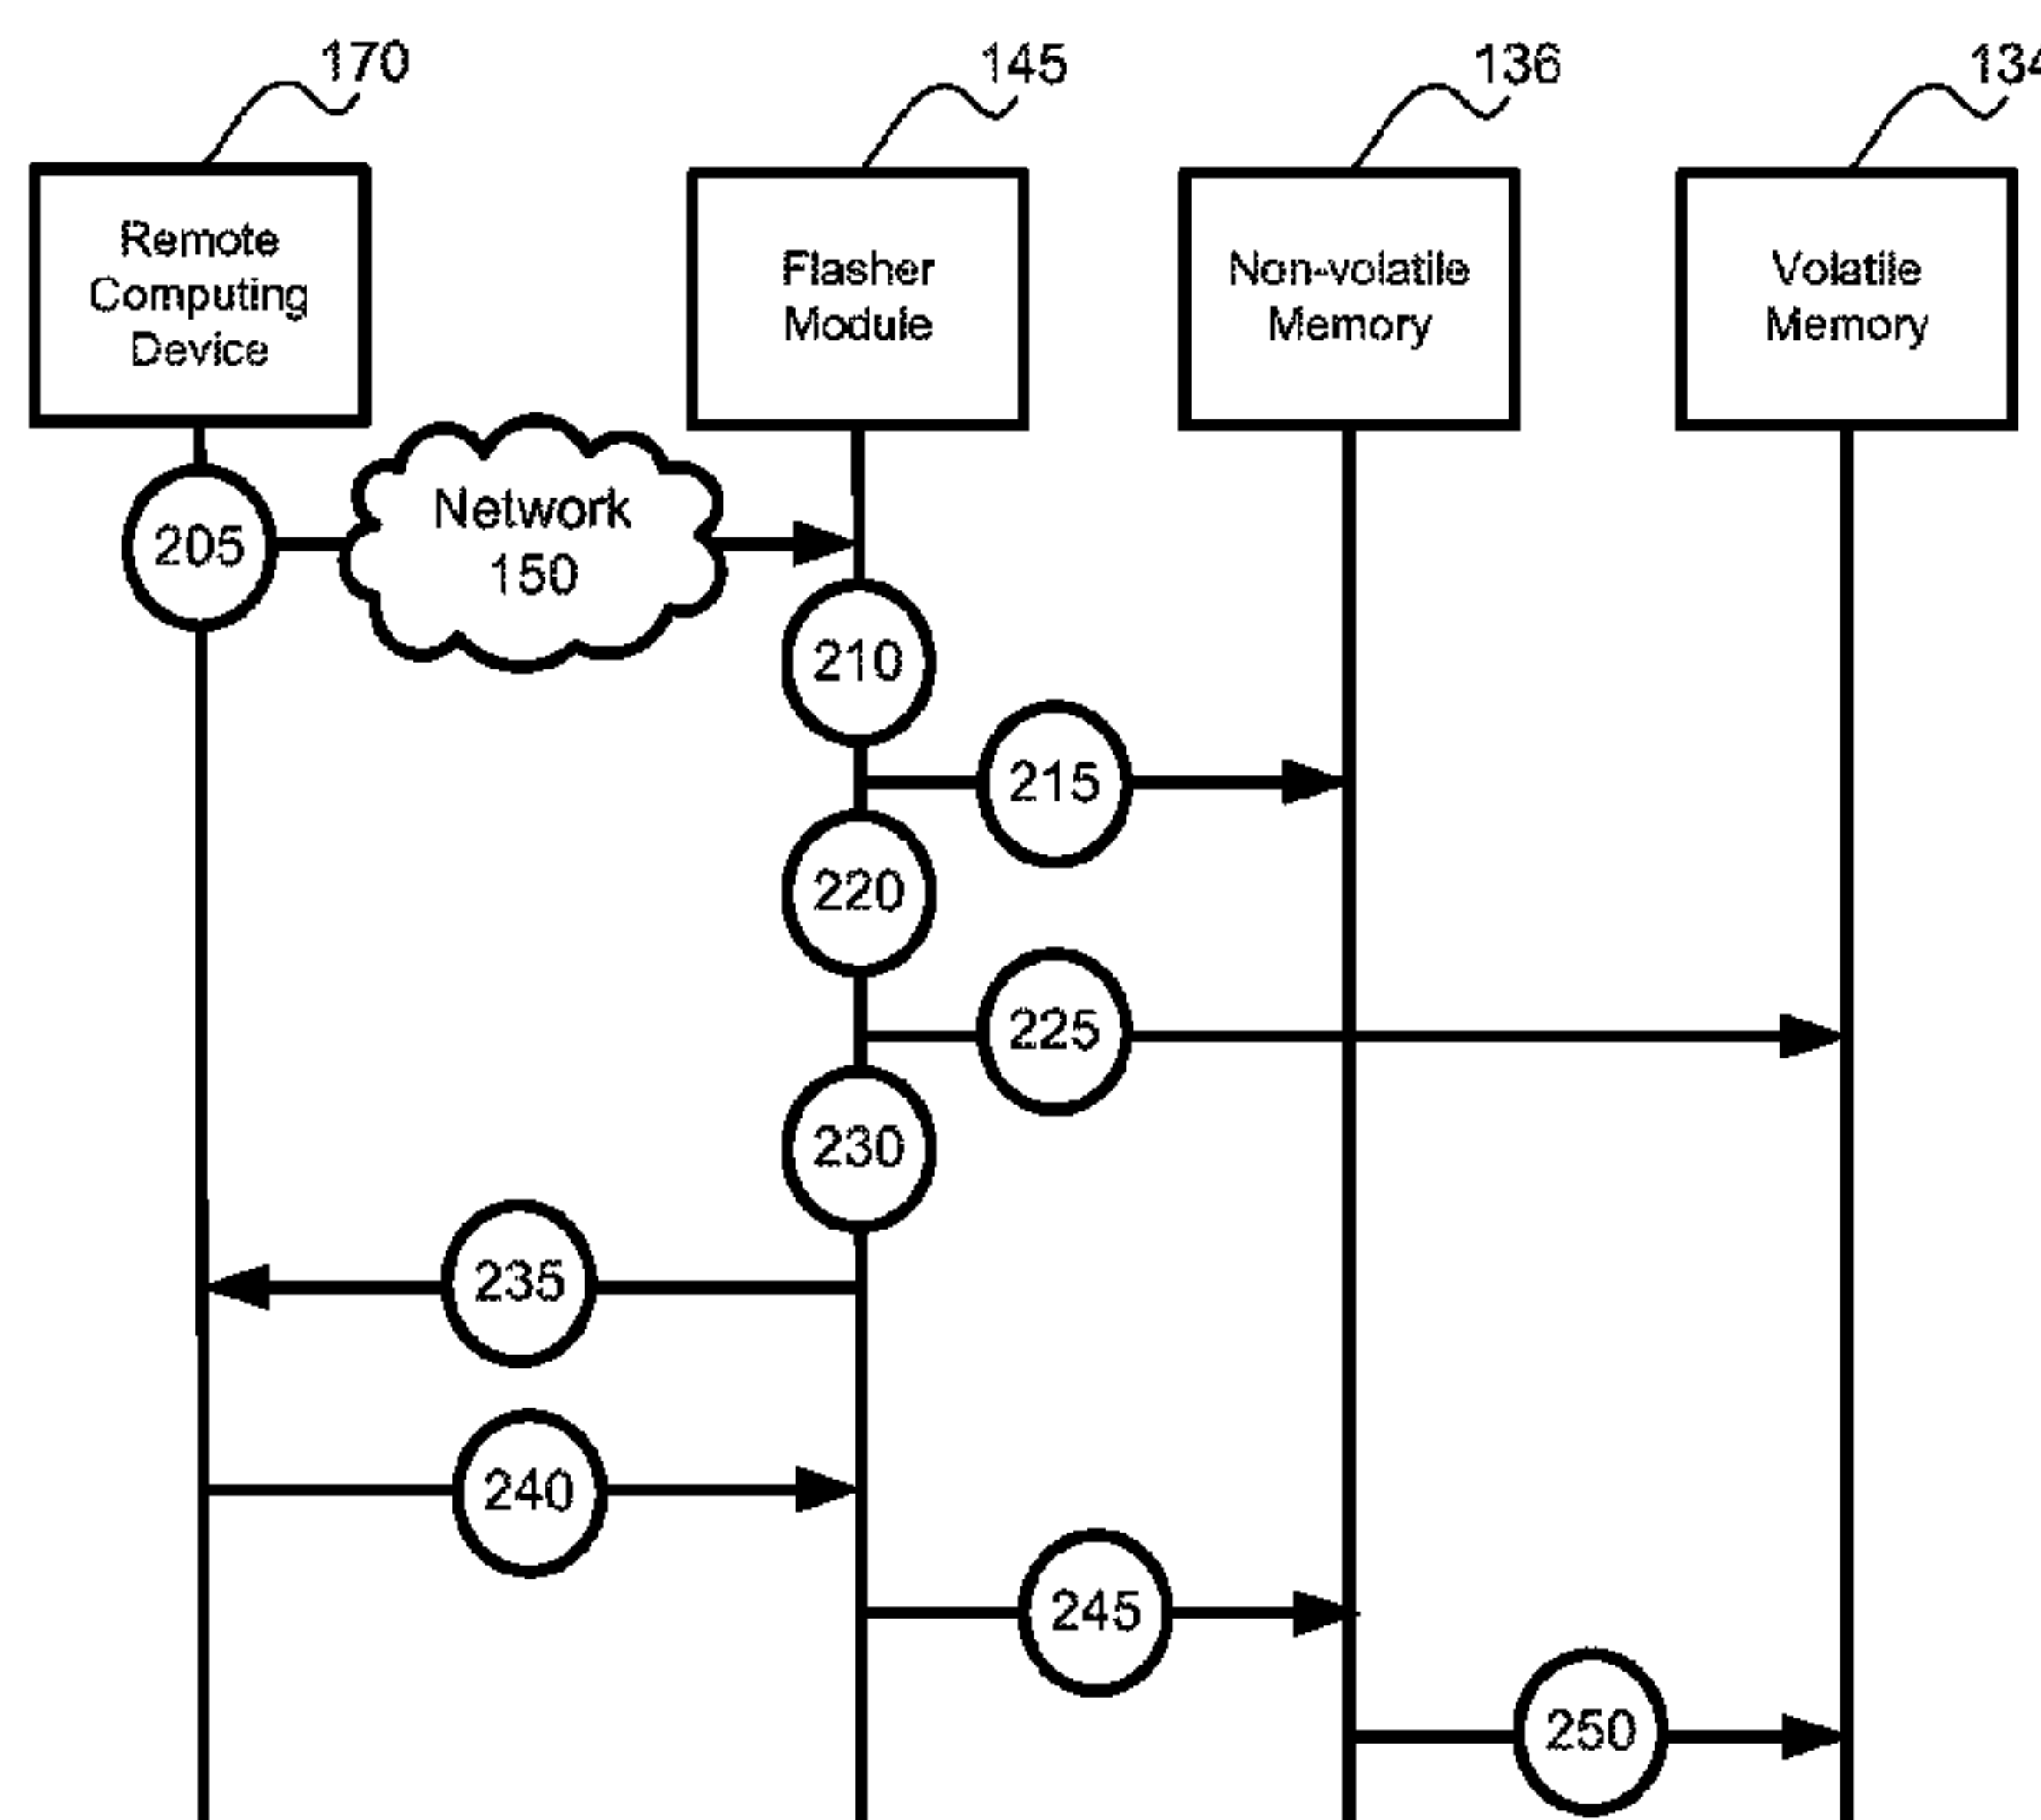 170
145
136
134
Remote
Computing
Device
Flasher
Module
Non-volatile
Memory
Volatile
Memory
205
Network
150
210
215
220
225
230
235
240
245
250